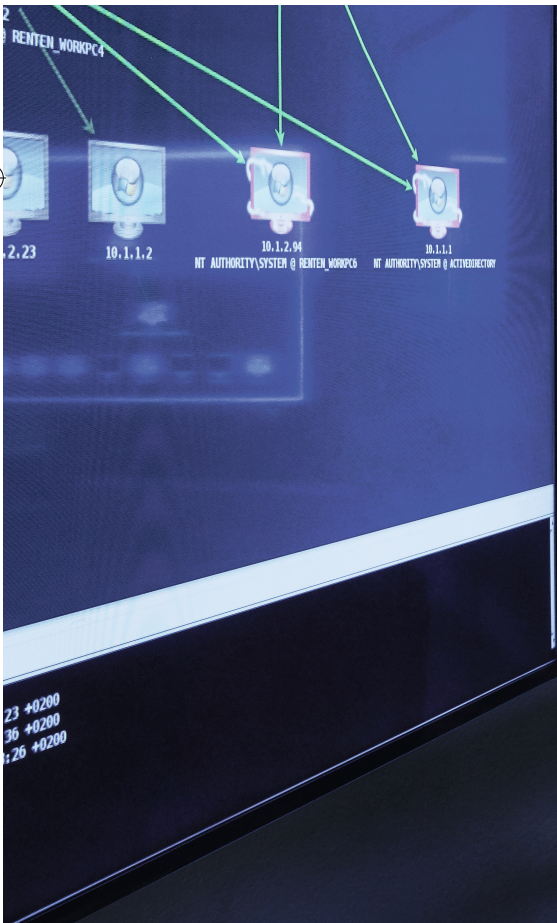 2
@ RENTEN_WORKPC4
.2.23
10.1.1.2
10.1.2.94
NT AUTHORITY\SYSTEM @ RENTEN_WORKPC6
10.1.1.1
NT AUTHORITY\SYSTEM @ ACTIVEDIRECTORY
23 +0200
36 +0200
:26 +0200